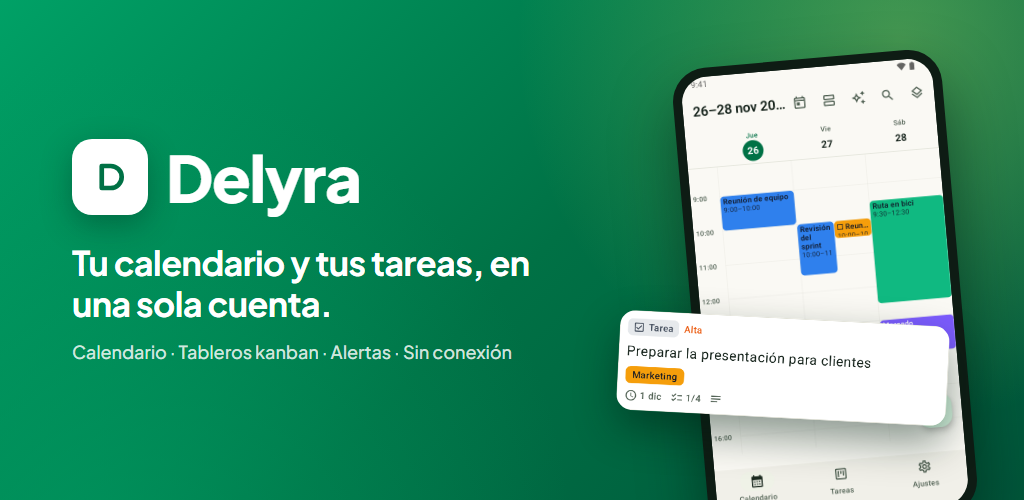 D Delyra
Tu calendario y tus tareas, en
una sola cuenta.
Calendario · Tableros kanban · Alertas · Sin conexión
9:41
26–28 nov 20...
Jue
26
Vie
27
Sáb
28
9:00
10:00
11:00
12:00
16:00
Reunión de equipo
9:00–10:00
Revisión
del
sprint
10:00–11
Reun...
Ruta en bici
9:30–12:30
Tarea Alta
Preparar la presentación para clientes
Marketing
1 dic 1/4
Calendario
Tareas
Ajustes